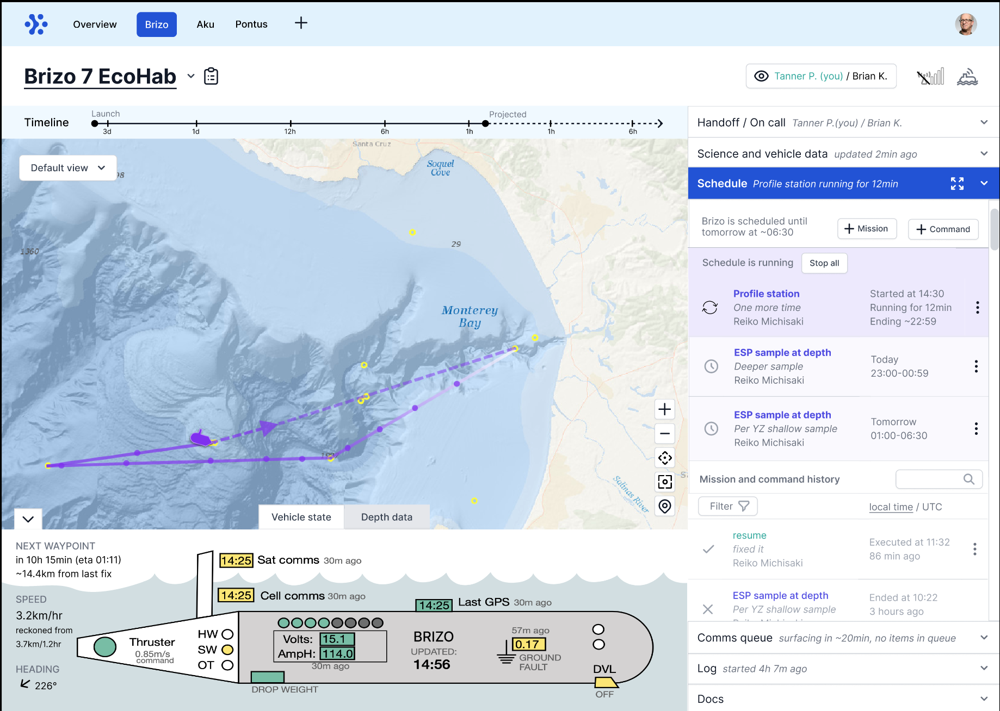 Overview
Brizo
Aku
Pontus
Brizo 7 EcoHab
Tanner P. (you) / Brian K.
Timeline
Launch
Projected
3d
1d
12h
6h
1h
1h
6h
Default view
98
Santa Cruz
Soquel
Cove
29
1360
Monterey
Bay
Salinas River
Vehicle state
Depth data
Handoff / On call Tanner P.(you) / Brian K.
Science and vehicle data updated 2min ago
Schedule Profile station running for 12min
Brizo is scheduled until
tomorrow at ~06:30
Mission
Command
Schedule is running
Stop all
Profile station
One more time
Reiko Michisaki
Started at 14:30
Running for 12min
Ending ~22:59
ESP sample at depth
Deeper sample
Reiko Michisaki
Today
23:00-00:59
ESP sample at depth
Per YZ shallow sample
Reiko Michisaki
Tomorrow
01:00-06:30
Mission and command history
Filter
local time / UTC
resume
fixed it
Reiko Michisaki
Executed at 11:32
86 min ago
ESP sample at depth
Per YZ shallow sample
Ended at 10:22
3 hours ago
Comms queue surfacing in ~20min, no items in queue
Log started 4h 7m ago
Docs
NEXT WAYPOINT
in 10h 15min (eta 01:11)
~14.4km from last fix
SPEED
3.2km/hr
reckoned from
3.7km/1.2hr
HEADING
226°
14:25 Sat comms 30m ago
14:25 Cell comms 30m ago
14:25 Last GPS 30m ago
Thruster
0.85m/s
command
HW
SW
OT
Volts: 15.1
AmpH: 114.0
30m ago
DROP WEIGHT
BRIZO
UPDATED:
14:56
57m ago
0.17
GROUND
FAULT
DVL
OFF